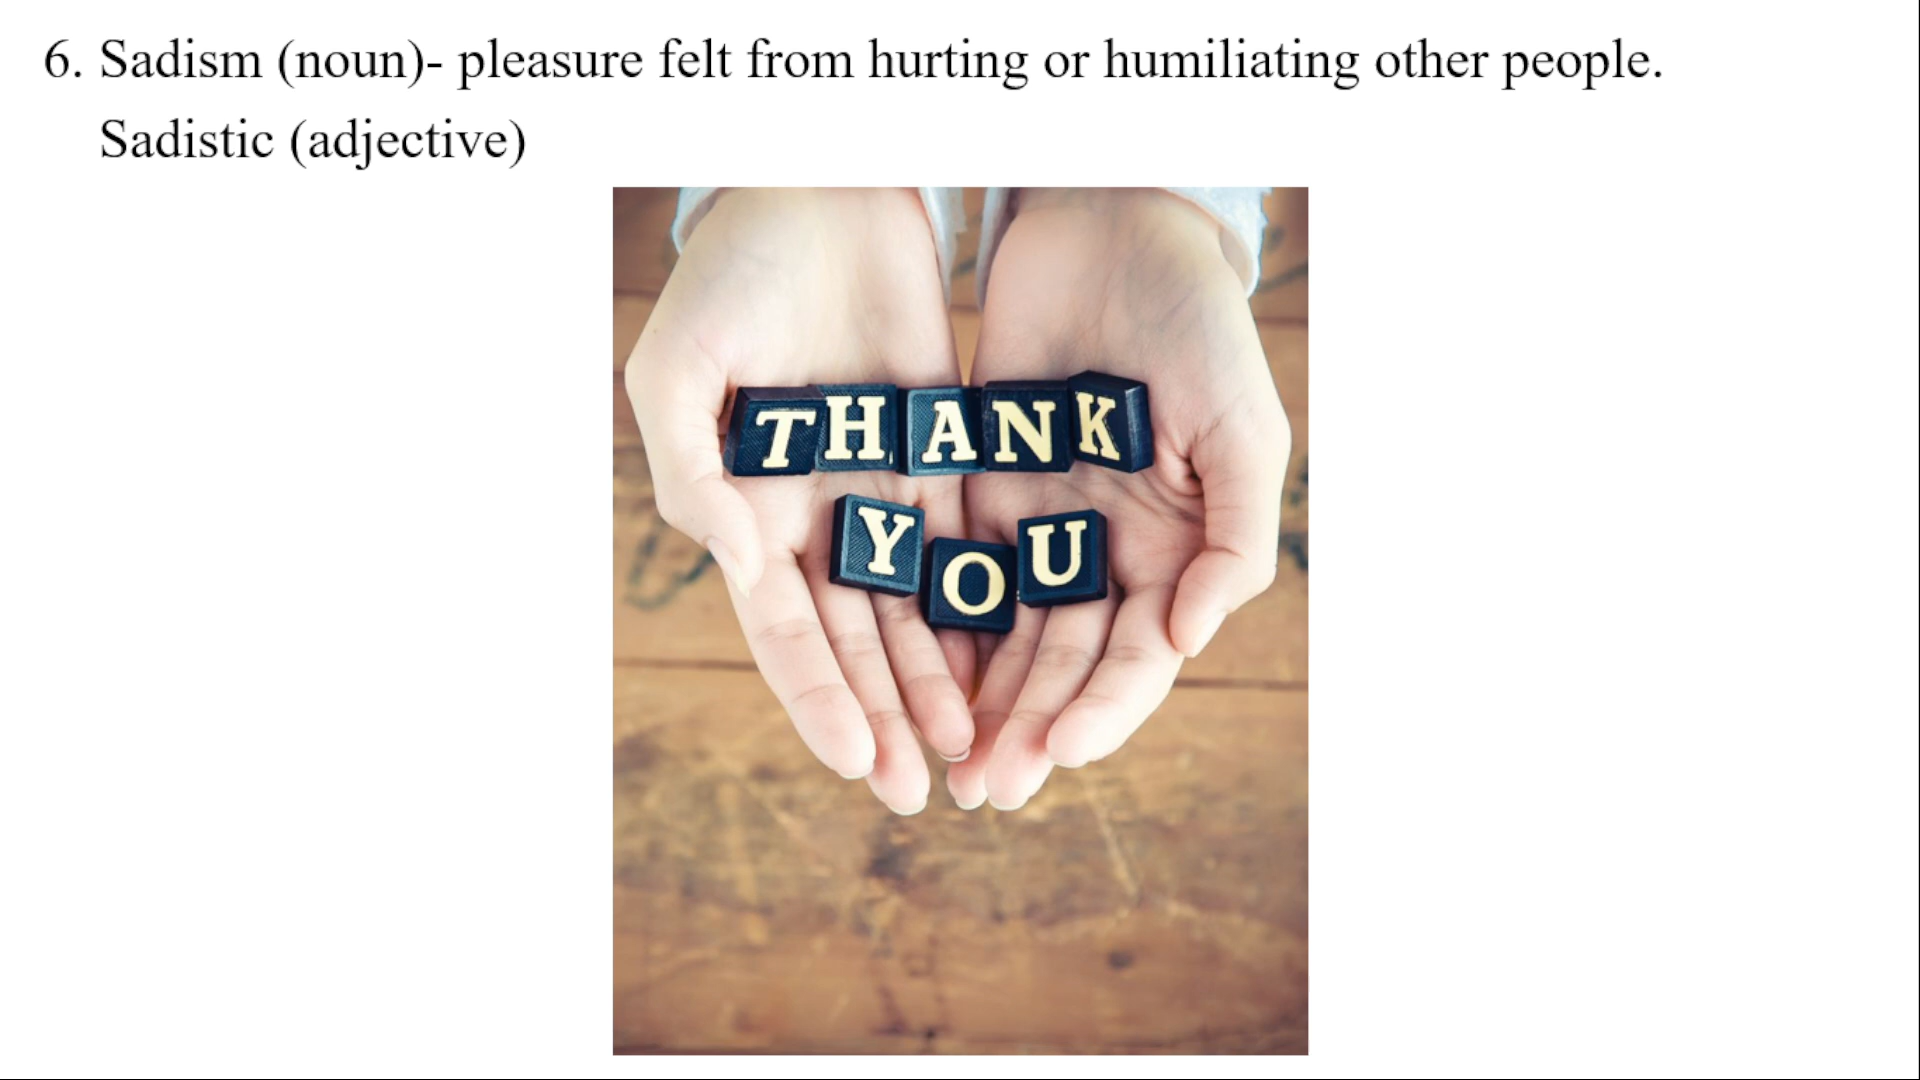 6. Sadism (noun)- pleasure felt from hurting or humiliating other people.
Sadistic (adjective)
THANK
YOU